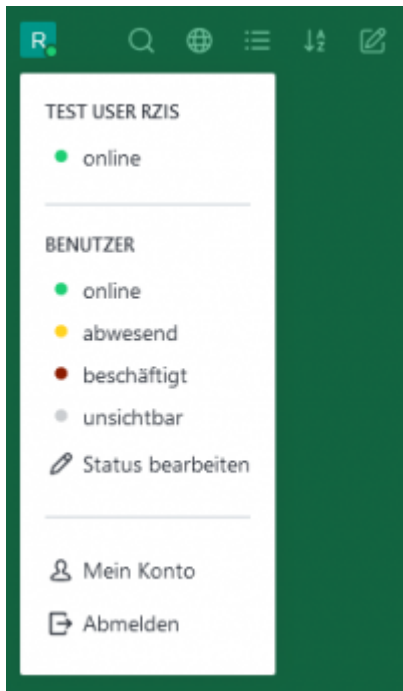 R
TEST USER RZIS
online
BENUTZER
online
abwesend
beschäftigt
unsichtbar
Status bearbeiten
Mein Konto
Abmelden